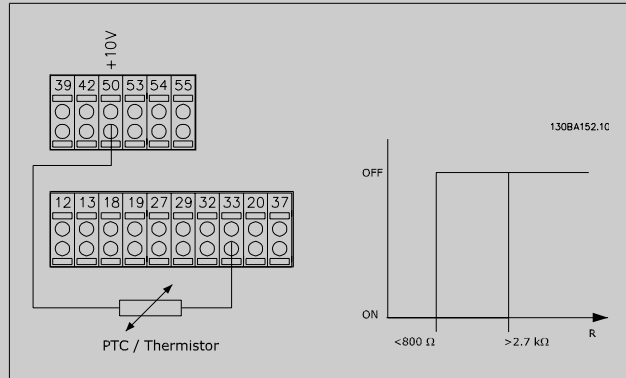 +10V
39 42 50 53 54 55
130BA152.10
OFF
12 13 18 19 27 29 32 33 20 37
ON
<800 Ω >2.7 kΩ R
PTC / Thermistor